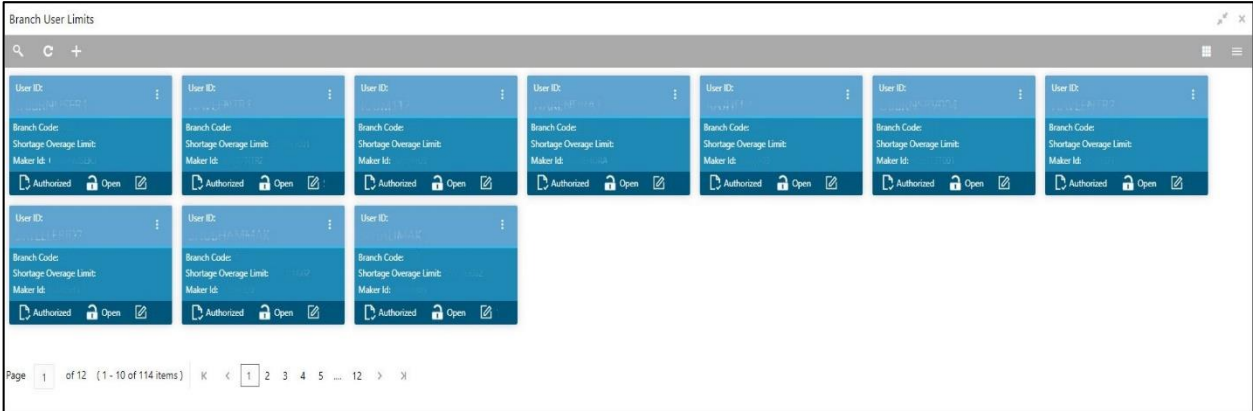 Branch User Limits
User ID: User ID: User ID: User ID: User ID: User ID: User ID:
Branch Code: Branch Code: Branch Code: Branch Code: Branch Code: Branch Code: Branch Code:
Shortage Overage Limit: Shortage Overage Limit: Shortage Overage Limit: Shortage Overage Limit: Shortage Overage Limit: Shortage Overage Limit: Shortage Overage Limit:
Maker Id: Maker Id: Maker Id: Maker Id: Maker Id: Maker Id: Maker Id:
Authorized Open Authorized Open Authorized Open Authorized Open Authorized Open Authorized Open Authorized Open
User ID: User ID: User ID:
Branch Code: Branch Code: Branch Code:
Shortage Overage Limit: Shortage Overage Limit: Shortage Overage Limit:
Maker Id: Maker Id: Maker Id:
Authorized Open Authorized Open Authorized Open
Page 1 of 12 ( 1 - 10 of 114 items ) 1 2 3 4 5 ... 12